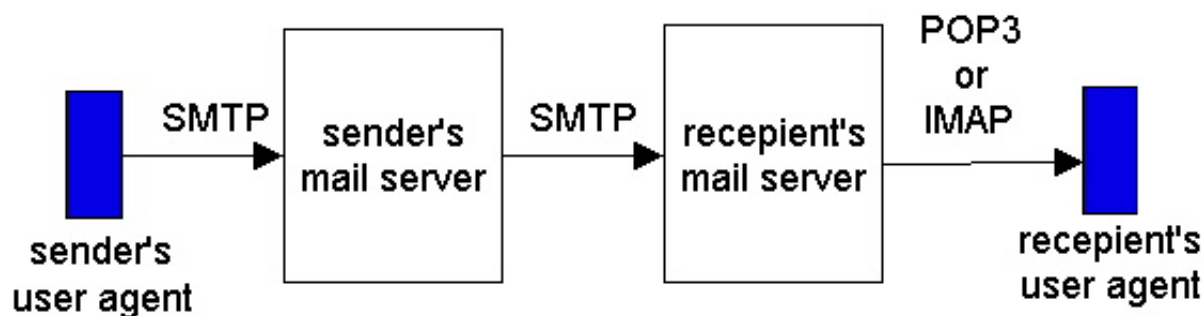 SMTP
sender's
mail server
SMTP
recepient's
mail server
POP3
or
IMAP
sender's
user agent
recepient's
user agent